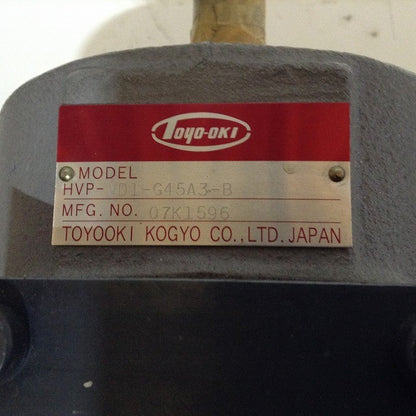 TOYO-OKI
MODEL
HVP-VD1-G45A3-B
MFG. NO. 07K1596
TOYOOKI KOGYO CO.,LTD. JAPAN